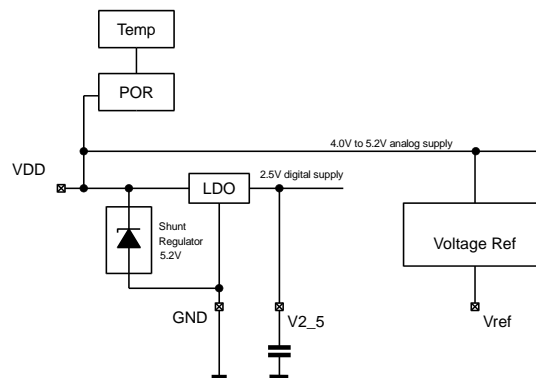 Temp
POR
4.0V to 5.2V analog supply
VDD
LDO
2.5V digital supply
Shunt
Regulator
5.2V
Voltage Ref
GND
V2_5
Vref